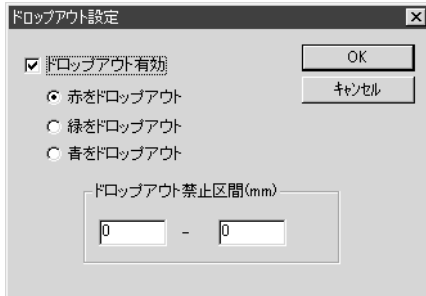 ドロップアウト設定
ドロップアウト有効
OK
赤をドロップアウト
キャンセル
緑をドロップアウト
青をドロップアウト
ドロップアウト禁止区間(mm)
0 - 0